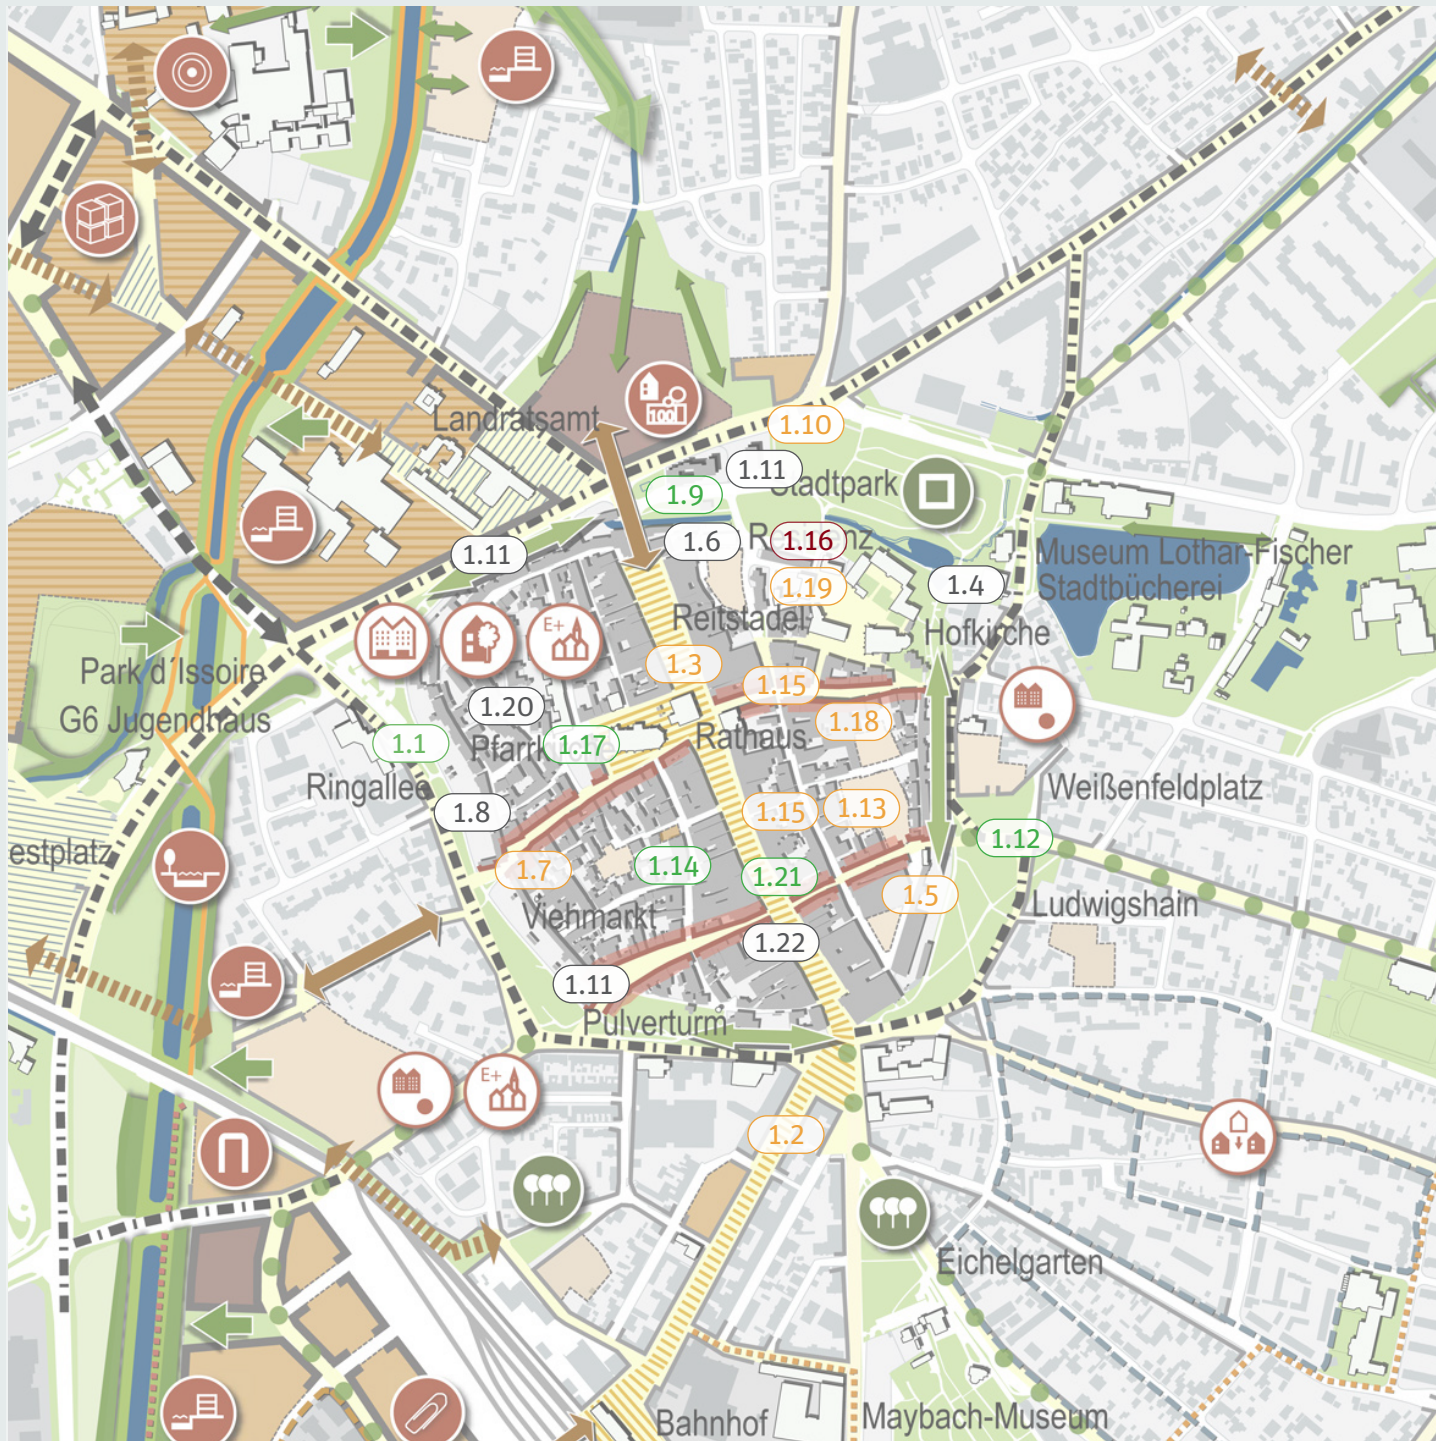 Landratsamt
1.10
1.11
Stadtpark
1.9
100
1.6
1.16
1.11
Museum Lothar-Fischer
Stadtbücherei
1.19
1.4
Reitstadel
Hofkirche
E+
Park d´Issoire
1.3
1.15
G6 Jugendhaus
1.20
1.18
1.1
1.17
Rathaus
Ringallee
Weißenfeldplatz
1.8
1.15
1.13
1.12
estplatz
1.7
1.14
1.21
1.5
Viehmarkt
Ludwigshain
1.22
1.11
Pulverturm
E+
1.2
Eichelgarten
Bahnhof
Maybach-Museum